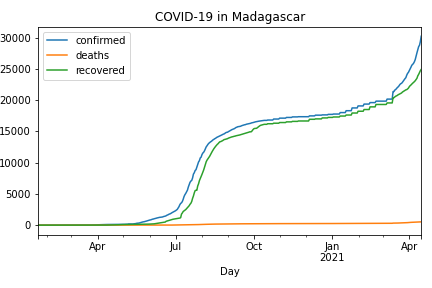 COVID-19 in Madagascar
confirmed
deaths
recovered
30000
25000
20000
15000
10000
5000
0
Apr Jul Oct Jan Apr
2021
Day